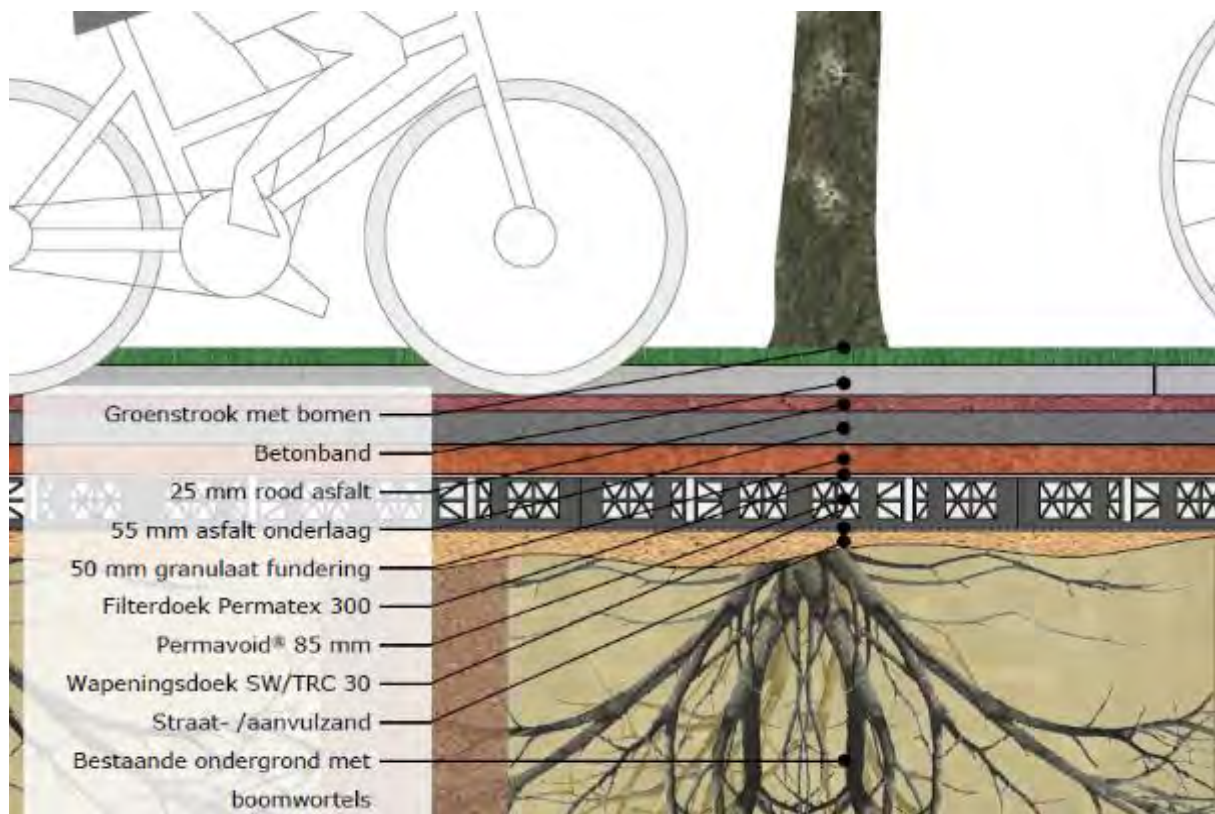 Groenstrook met bomen
Betonband
25 mm rood asfalt
55 mm asfalt onderlaag
50 mm granulaat fundering
Filterdoek Permatex 300
Permavoid® 85 mm
Wapeningsdoek SW/TRC 30
Straat- /aanvulzand
Bestaande ondergrond met
boomwortels